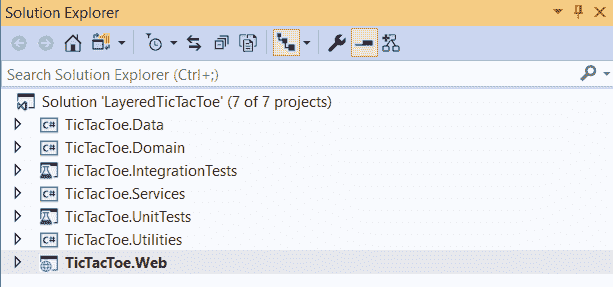 Solution Explorer
Search Solution Explorer (Ctrl+;)
Solution 'LayeredTicTacToe' (7 of 7 projects)
C# TicTacToe.Data
C# TicTacToe.Domain
TicTacToe.IntegrationTests
C# TicTacToe.Services
TicTacToe.UnitTests
C# TicTacToe.Utilities
TicTacToe.Web